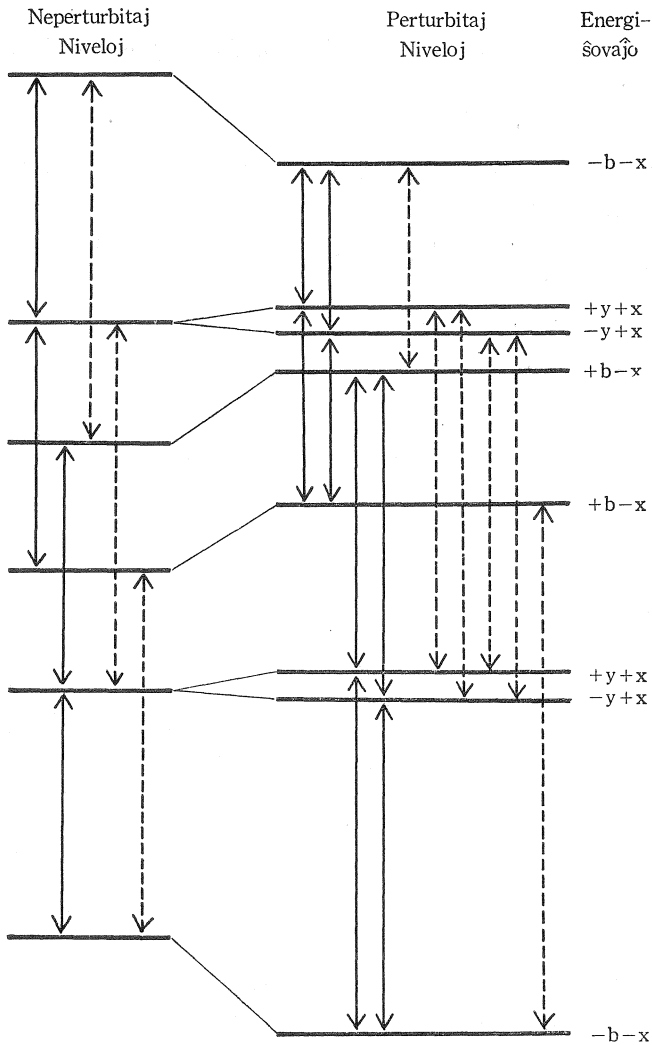 Neperturbitaj
Niveloj
Perturbitaj
Niveloj
Energi-
ŝovaĵo
−b−x
+y+x
−y+x
+b−x
+b−x
+y+x
−y+x
−b−x